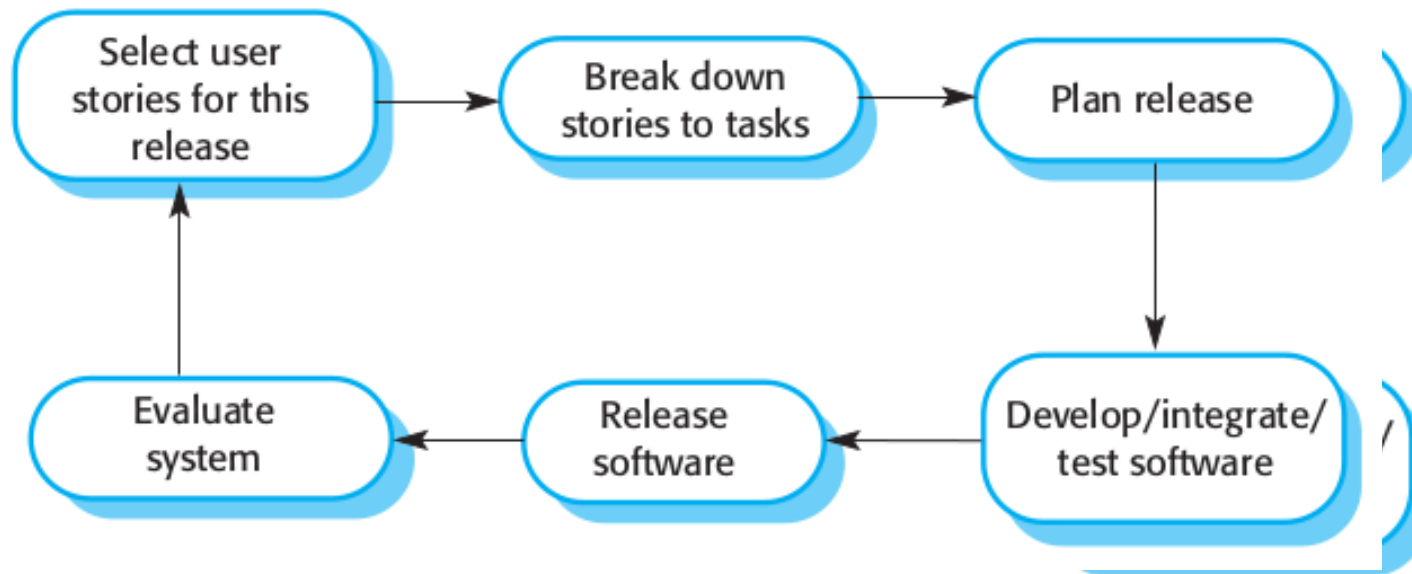 Select user
stories for this
release
Break down
stories to tasks
Plan release
Evaluate
system
Release
software
Develop/integrate/
test software
/